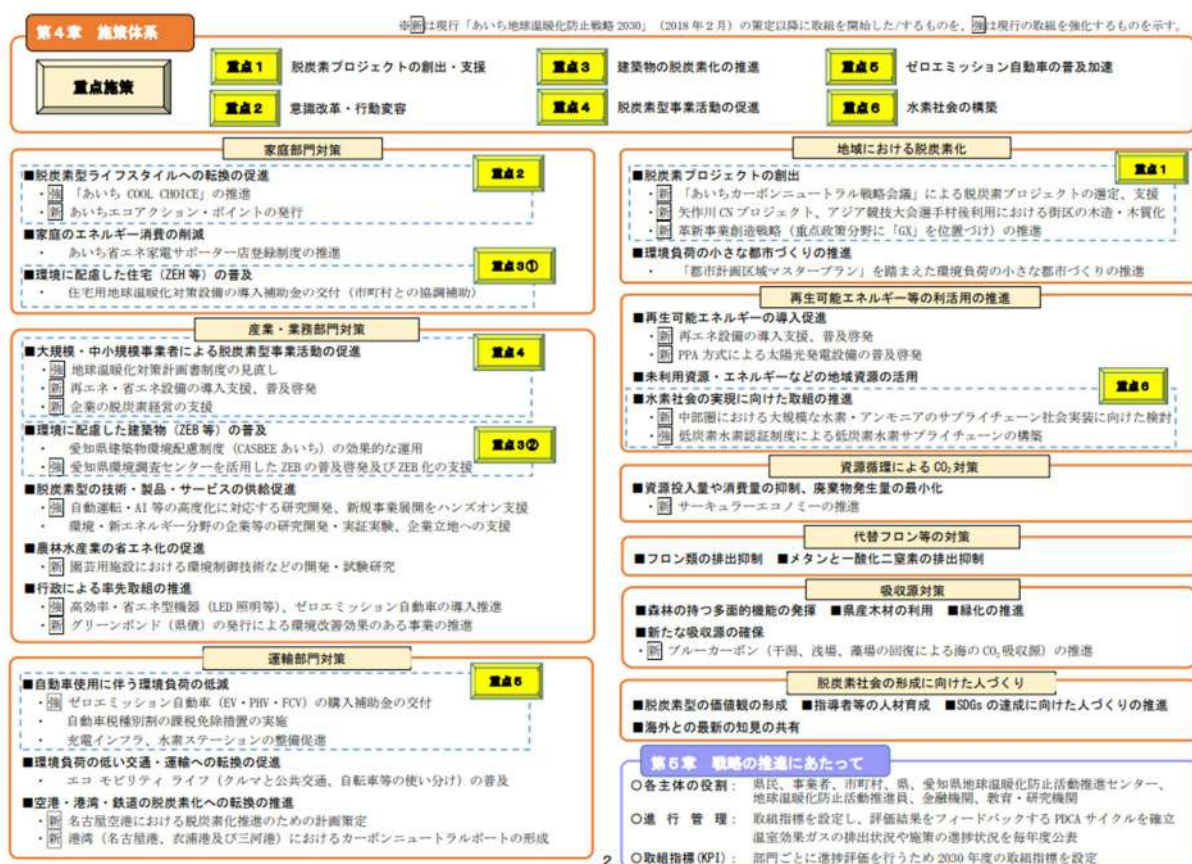 第4章 施策体系
※新は現行「あいち地球温暖化防止戦略 2030」（2018 年 2 月）の策定以降に取組を開始した/するものを、強は現行の取組を強化するものを示す。
重点施策
重点1 脱炭素プロジェクトの創出・支援
重点3 建築物の脱炭素化の推進
重点5 ゼロエミッション自動車の普及加速
重点2 意識改革・行動変容
重点4 脱炭素型事業活動の促進
重点6 水素社会の構築
家庭部門対策
重点2
■脱炭素型ライフスタイルへの転換の促進
・強 「あいち COOL CHOICE」の推進
・新 あいちエコアクション・ポイントの発行
■家庭のエネルギー消費の削減
・ あいち省エネ家電サポーター店登録制度の推進
重点3①
■環境に配慮した住宅（ZEH 等）の普及
・ 住宅用地球温暖化対策設備の導入補助金の交付（市町村との協調補助）
産業・業務部門対策
重点4
■大規模・中小規模事業者による脱炭素型事業活動の促進
・強 地球温暖化対策計画書制度の見直し
・新 再エネ・省エネ設備の導入支援、普及啓発
・新 企業の脱炭素経営の支援
■環境に配慮した建築物（ZEB 等）の普及
重点3②
・ 愛知県建築物環境配慮制度（CASBEE あいち）の効果的な運用
・強 愛知県環境調査センターを活用した ZEB の普及啓発及び ZEB 化の支援
■脱炭素型の技術・製品・サービスの供給促進
・強 自動運転・AI 等の高度化に対応する研究開発、新規事業展開をハンズオン支援
・ 環境・新エネルギー分野の企業等の研究開発・実証実験、企業立地への支援
■農林水産業の省エネ化の促進
・新 園芸用施設における環境制御技術などの開発・試験研究
■行政による率先取組の推進
・強 高効率・省エネ型機器（LED 照明等）、ゼロエミッション自動車の導入推進
・新 グリーンボンド（県債）の発行による環境改善効果のある事業の推進
運輸部門対策
重点5
■自動車使用に伴う環境負荷の低減
・強 ゼロエミッション自動車（EV・PHV・FCV）の購入補助金の交付
・ 自動車税種別割の課税免除措置の実施
・ 充電インフラ、水素ステーションの整備促進
■環境負荷の低い交通・運輸への転換の促進
・ エコ モビリティ ライフ（クルマと公共交通、自転車等の使い分け）の普及
■空港・港湾・鉄道の脱炭素化への転換の推進
・新 名古屋空港における脱炭素化推進のための計画策定
・新 港湾（名古屋港、衣浦港及び三河港）におけるカーボンニュートラルポートの形成
地域における脱炭素化
重点1
■脱炭素プロジェクトの創出
・新 「あいちカーボンニュートラル戦略会議」による脱炭素プロジェクトの選定、支援
・新 矢作川 CN プロジェクト、アジア競技大会選手村後利用における街区の木造・木質化
・新 革新事業創造戦略（重点政策分野に「GX」を位置づけ）の推進
■環境負荷の小さな都市づくりの推進
・ 「都市計画区域マスタープラン」を踏まえた環境負荷の小さな都市づくりの推進
再生可能エネルギー等の利活用の推進
■再生可能エネルギーの導入促進
・新 再エネ設備の導入支援、普及啓発
・新 PPA 方式による太陽光発電設備の普及啓発
■未利用資源・エネルギーなどの地域資源の活用
重点6
■水素社会の実現に向けた取組の推進
・新 中部圏における大規模な水素・アンモニアのサプライチェーン社会実装に向けた検討
・強 低炭素水素認証制度による低炭素水素サプライチェーンの構築
資源循環による CO₂ 対策
■資源投入量や消費量の抑制、廃棄物発生量の最小化
・新 サーキュラーエコノミーの推進
代替フロン等の対策
■フロン類の排出抑制 ■メタンと一酸化二窒素の排出抑制
吸収源対策
■森林の持つ多面的機能の発揮 ■県産木材の利用 ■緑化の推進
■新たな吸収源の確保
・新 ブルーカーボン（干潟、浅場、藻場の回復による海の CO₂ 吸収源）の推進
脱炭素社会の形成に向けた人づくり
■脱炭素型の価値観の形成 ■指導者等の人材育成 ■SDGs の達成に向けた人づくりの推進
■海外との最新の知見の共有
第5章 戦略の推進にあたって
○各主体の役割： 県民、事業者、市町村、県、愛知県地球温暖化防止活動推進センター、
地球温暖化防止活動推進員、金融機関、教育・研究機関
○進 行 管 理： 取組指標を設定し、評価結果をフィードバックする PDCA サイクルを確立
温室効果ガスの排出状況や施策の進捗状況を毎年度公表
○取組指標(KPI)： 部門ごとに進捗評価を行うため 2030 年度の取組指標を設定
2